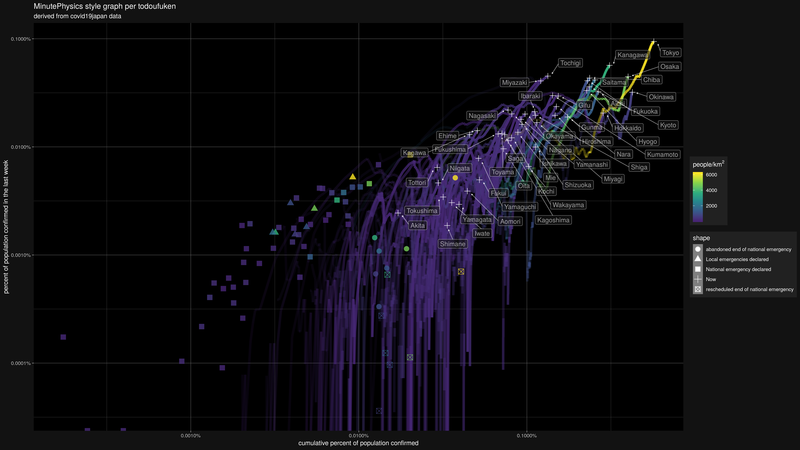 MinutePhysics style graph per todoufuken
derived from covid19japan data
percent of population confirmed in the last week
0.1000%
0.0100%
0.0010%
0.0001%
0.0010%
0.0100%
0.1000%
cumulative percent of population confirmed
Tokyo
Kanagawa
Osaka
Tochigi
Chiba
Saitama
Miyazaki
Okinawa
Ibaraki
Gifu
Fukuoka
Nagasaki
Kyoto
Gunma
Hokkaido
Ehime
Okayama
Hiroshima
Hyogo
Kagawa
Fukushima
Nagano
Nara
Kumamoto
Saga
Ishikawa
Yamanashi
Shiga
Niigata
Toyama
Mie
Miyagi
Tottori
Oita
Shizuoka
Fukui
Kochi
Wakayama
Tokushima
Yamaguchi
Yamagata
Aomori
Kagoshima
Akita
Iwate
Shimane
people/km²
6000
4000
2000
shape
abandoned end of national emergency
Local emergencies declared
National emergency declared
Now
rescheduled end of national emergency